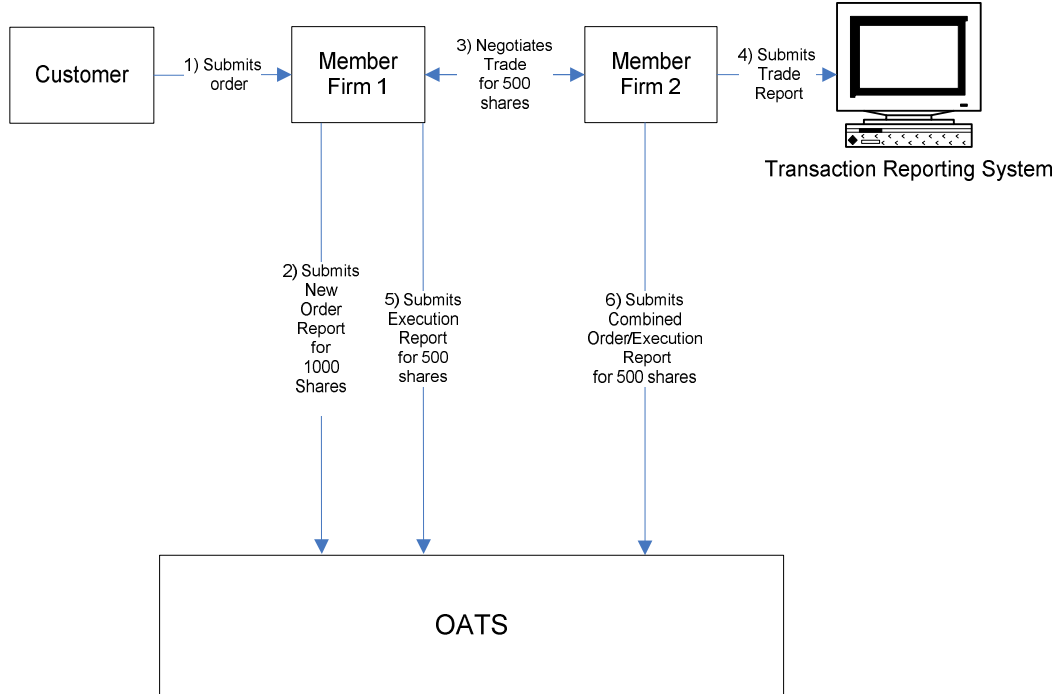 Customer
1) Submits
order
Member
Firm 1
3) Negotiates
Trade
for 500
shares
Member
Firm 2
4) Submits
Trade
Report
Transaction Reporting System
2) Submits
New
Order
Report
for
1000
Shares
5) Submits
Execution
Report
for 500
shares
6) Submits
Combined
Order/Execution
Report
for 500 shares
OATS